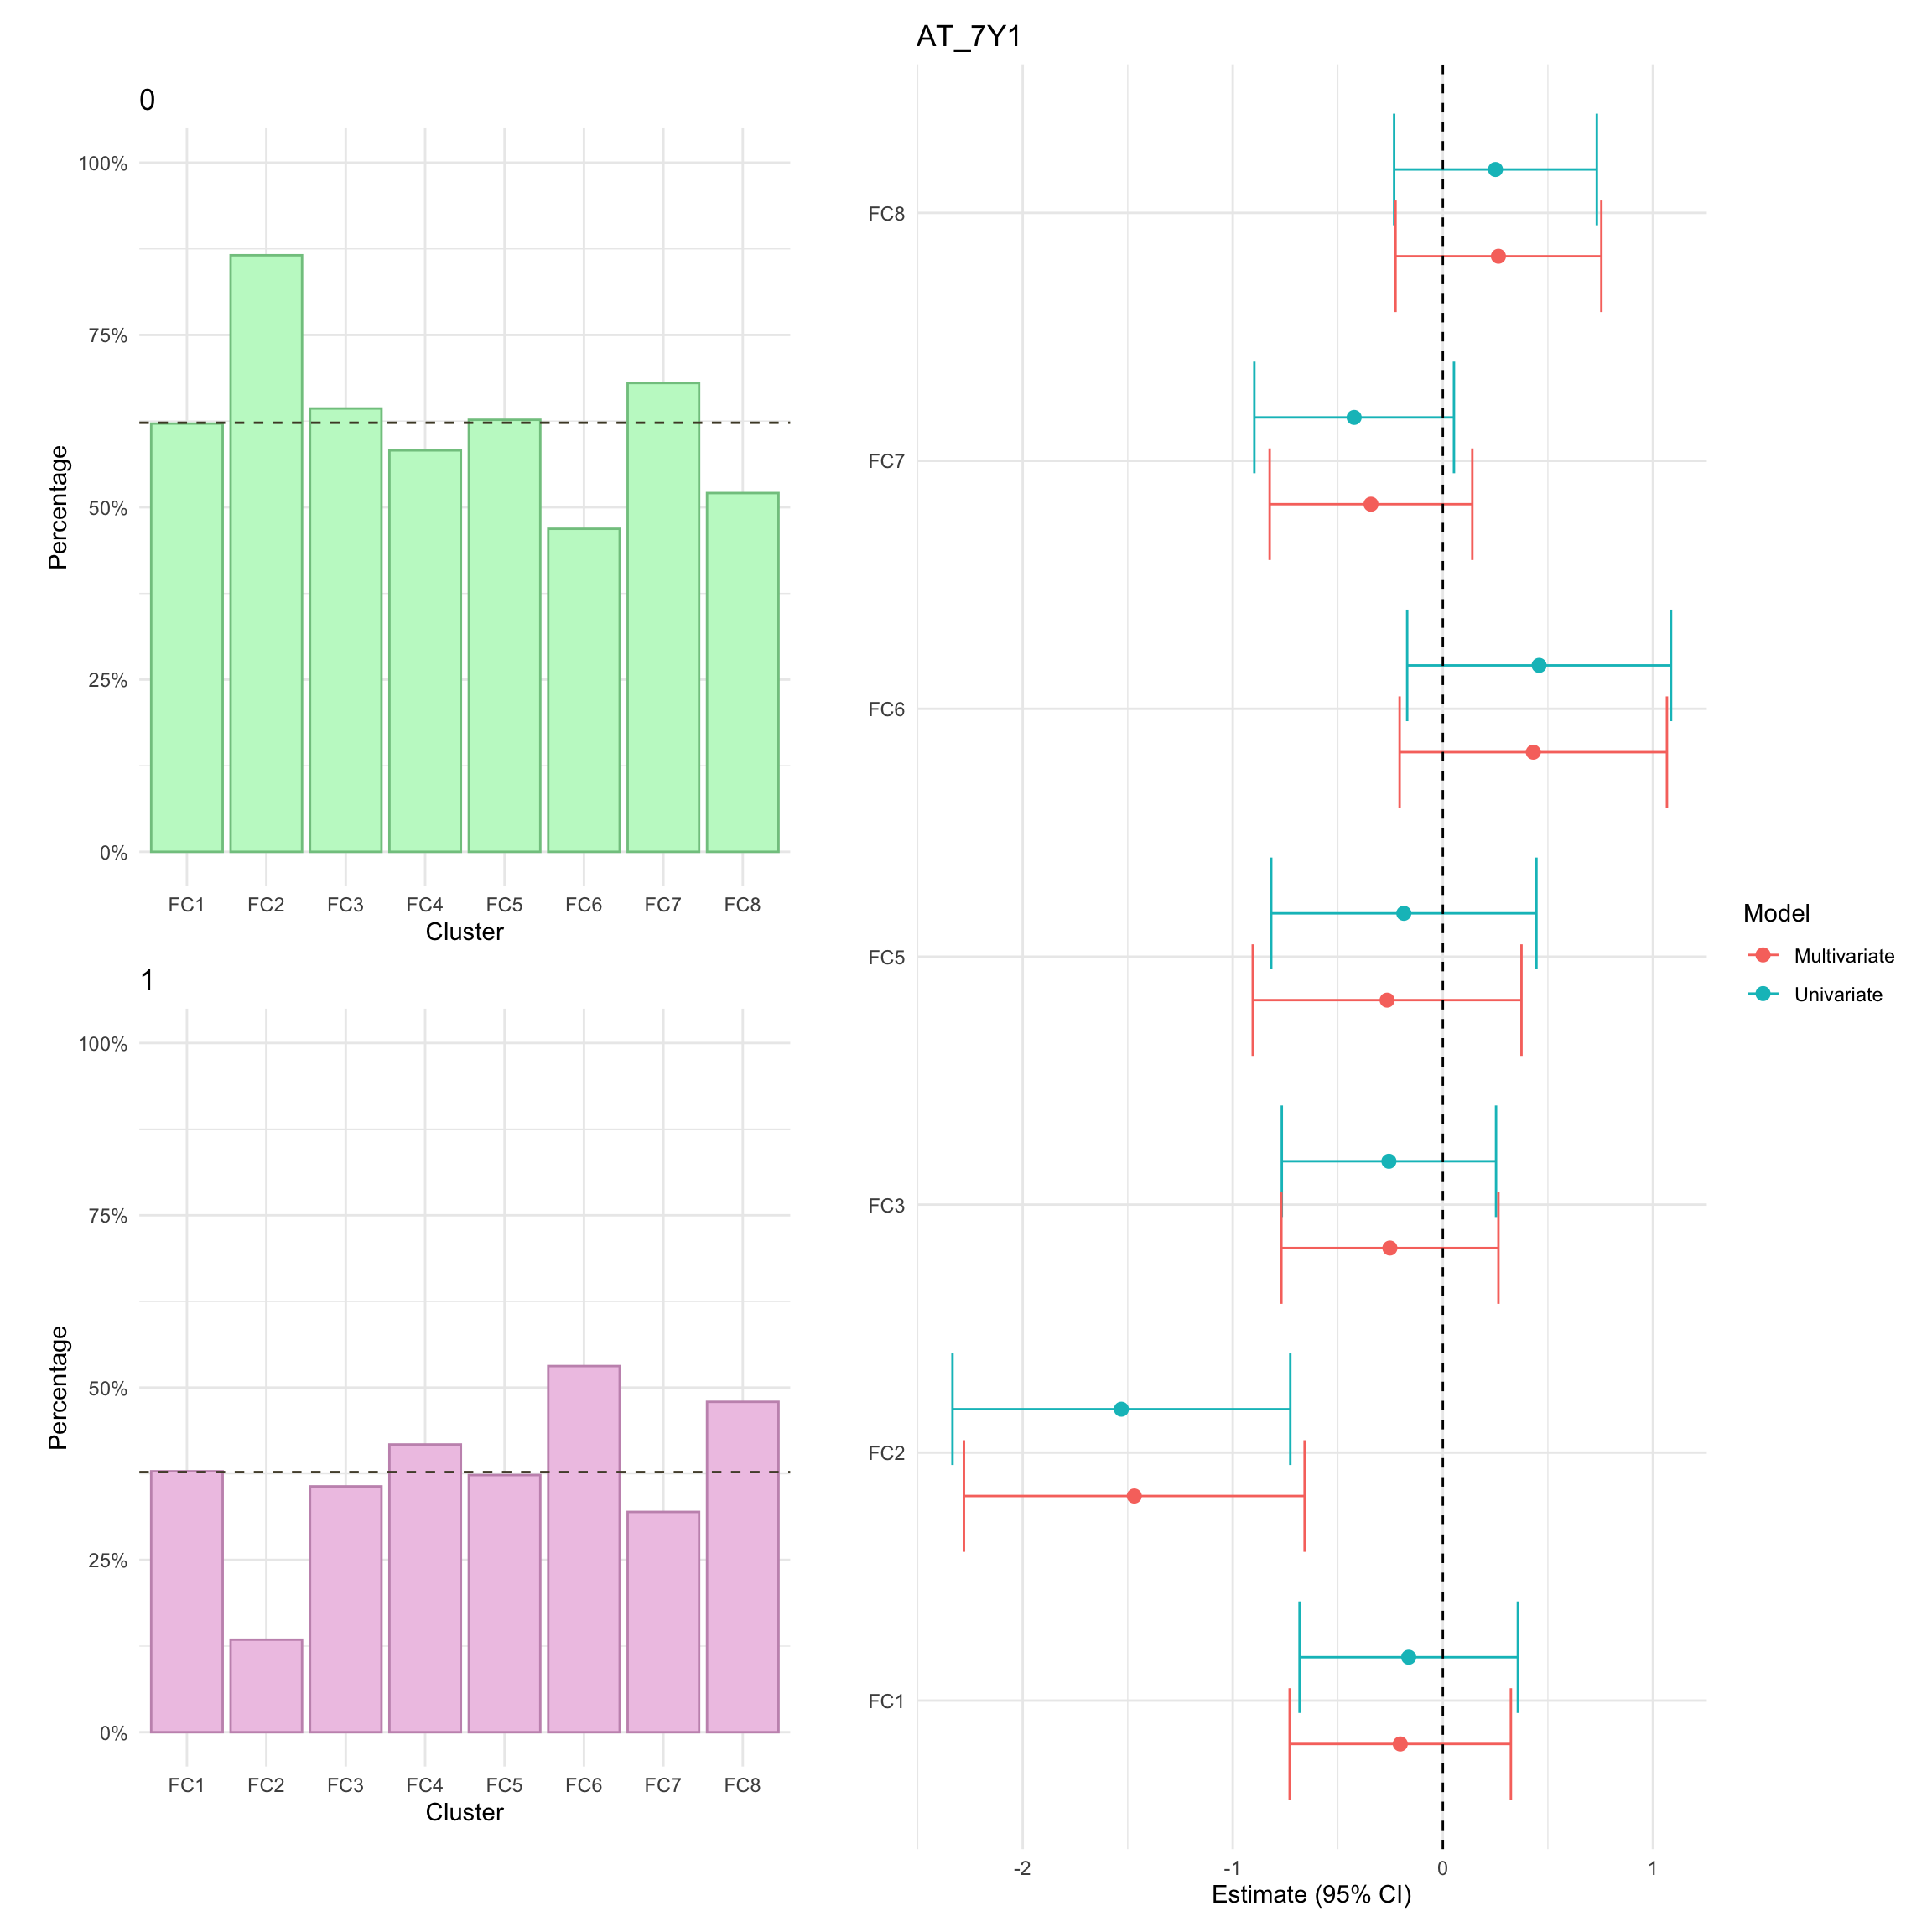 0
100%
75%
50%
25%
0%
Percentage
FC1 FC2 FC3 FC4 FC5 FC6 FC7 FC8
Cluster
1
100%
75%
50%
25%
0%
Percentage
FC1 FC2 FC3 FC4 FC5 FC6 FC7 FC8
Cluster
AT_7Y1
FC8
FC7
FC6
FC5
FC3
FC2
FC1
-2 -1 0 1
Estimate (95% CI)
Model
Multivariate
Univariate